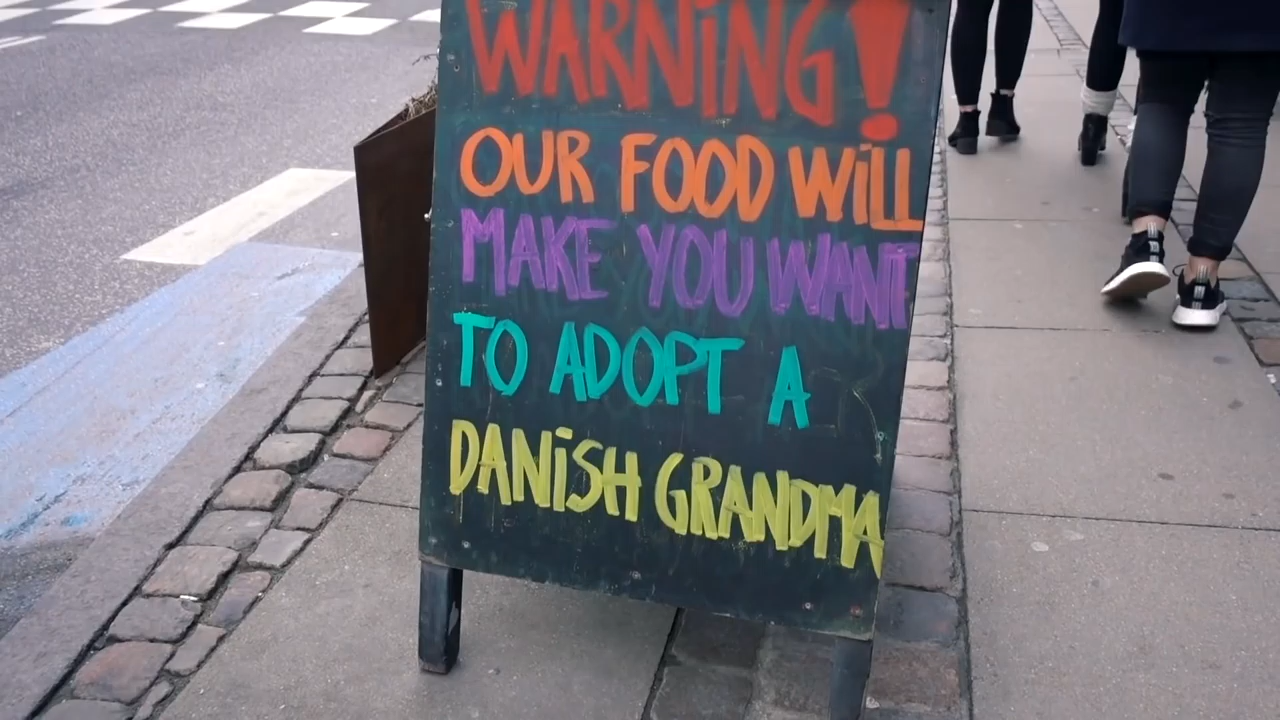 WARNING!
OUR FOOD WILL
MAKE YOU WANT
TO ADOPT A
DANISH GRANDMA